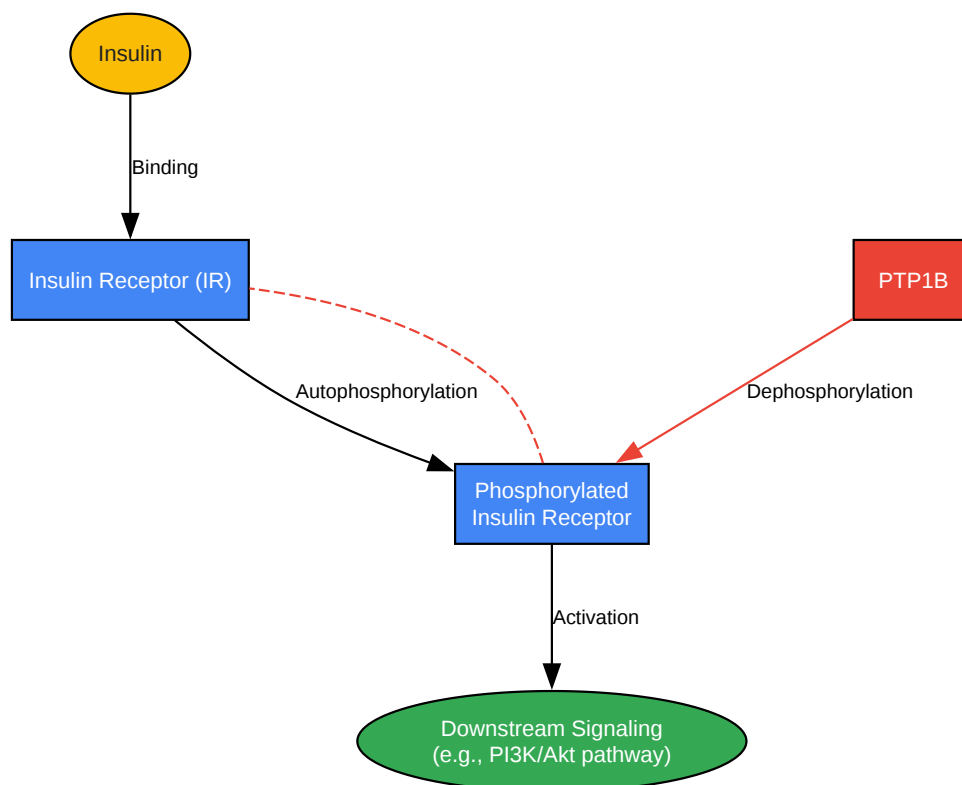 Insulin
Binding
Insulin Receptor (IR)
PTP1B
Autophosphorylation
Dephosphorylation
Phosphorylated
Insulin Receptor
Activation
Downstream Signaling
(e.g., PI3K/Akt pathway)